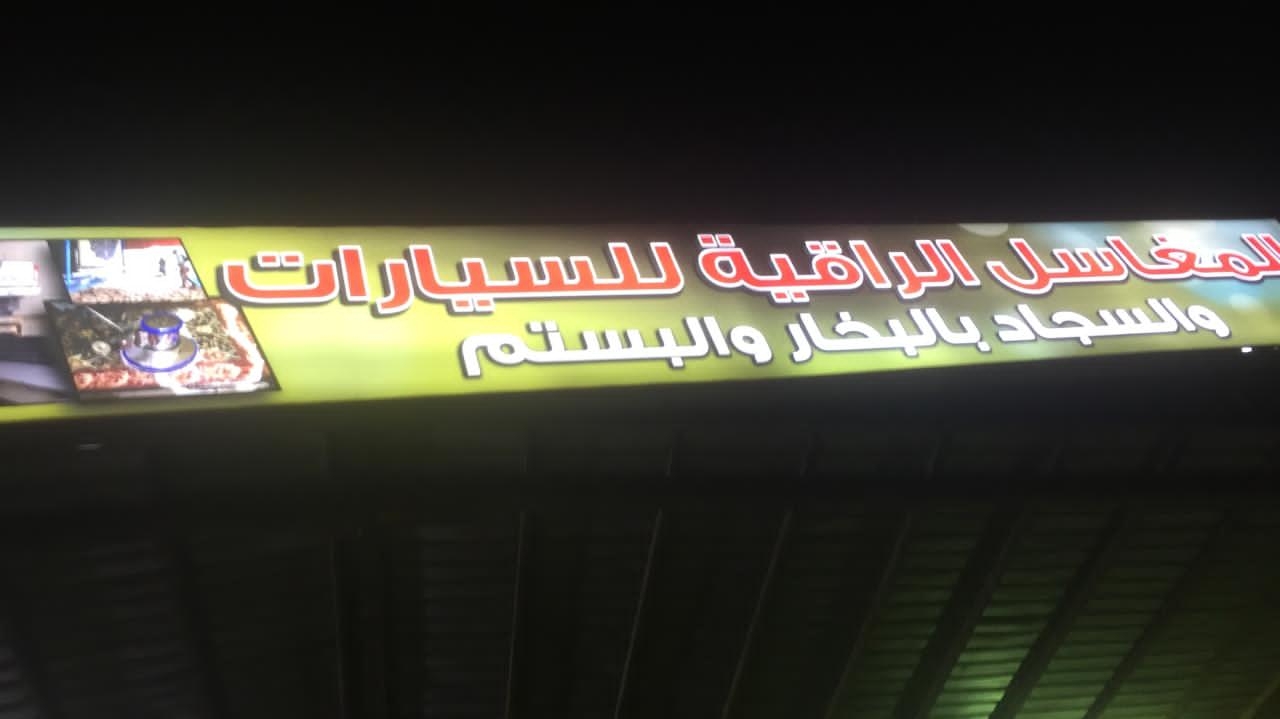 المغاسل الراقية للسيارات
والسجاد بالبخار والبستم